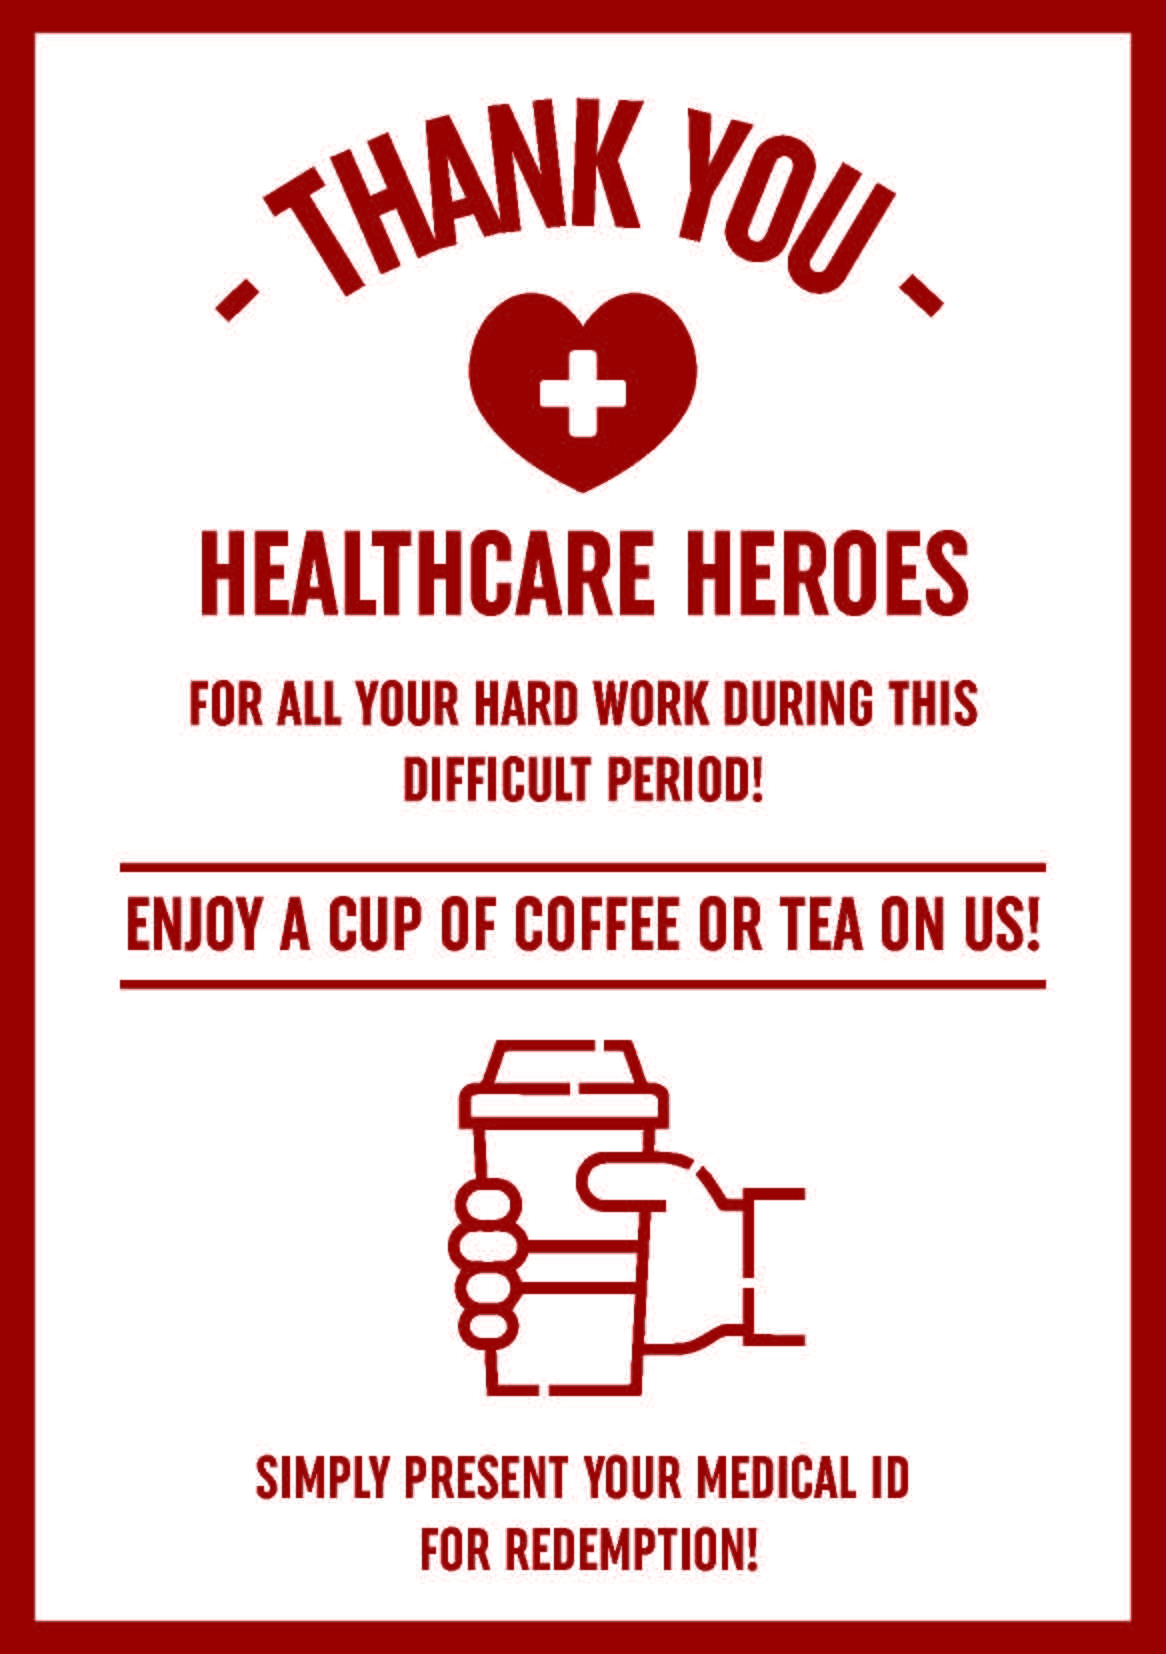 - THANK YOU -
HEALTHCARE HEROES
FOR ALL YOUR HARD WORK DURING THIS
DIFFICULT PERIOD!
ENJOY A CUP OF COFFEE OR TEA ON US!
SIMPLY PRESENT YOUR MEDICAL ID
FOR REDEMPTION!